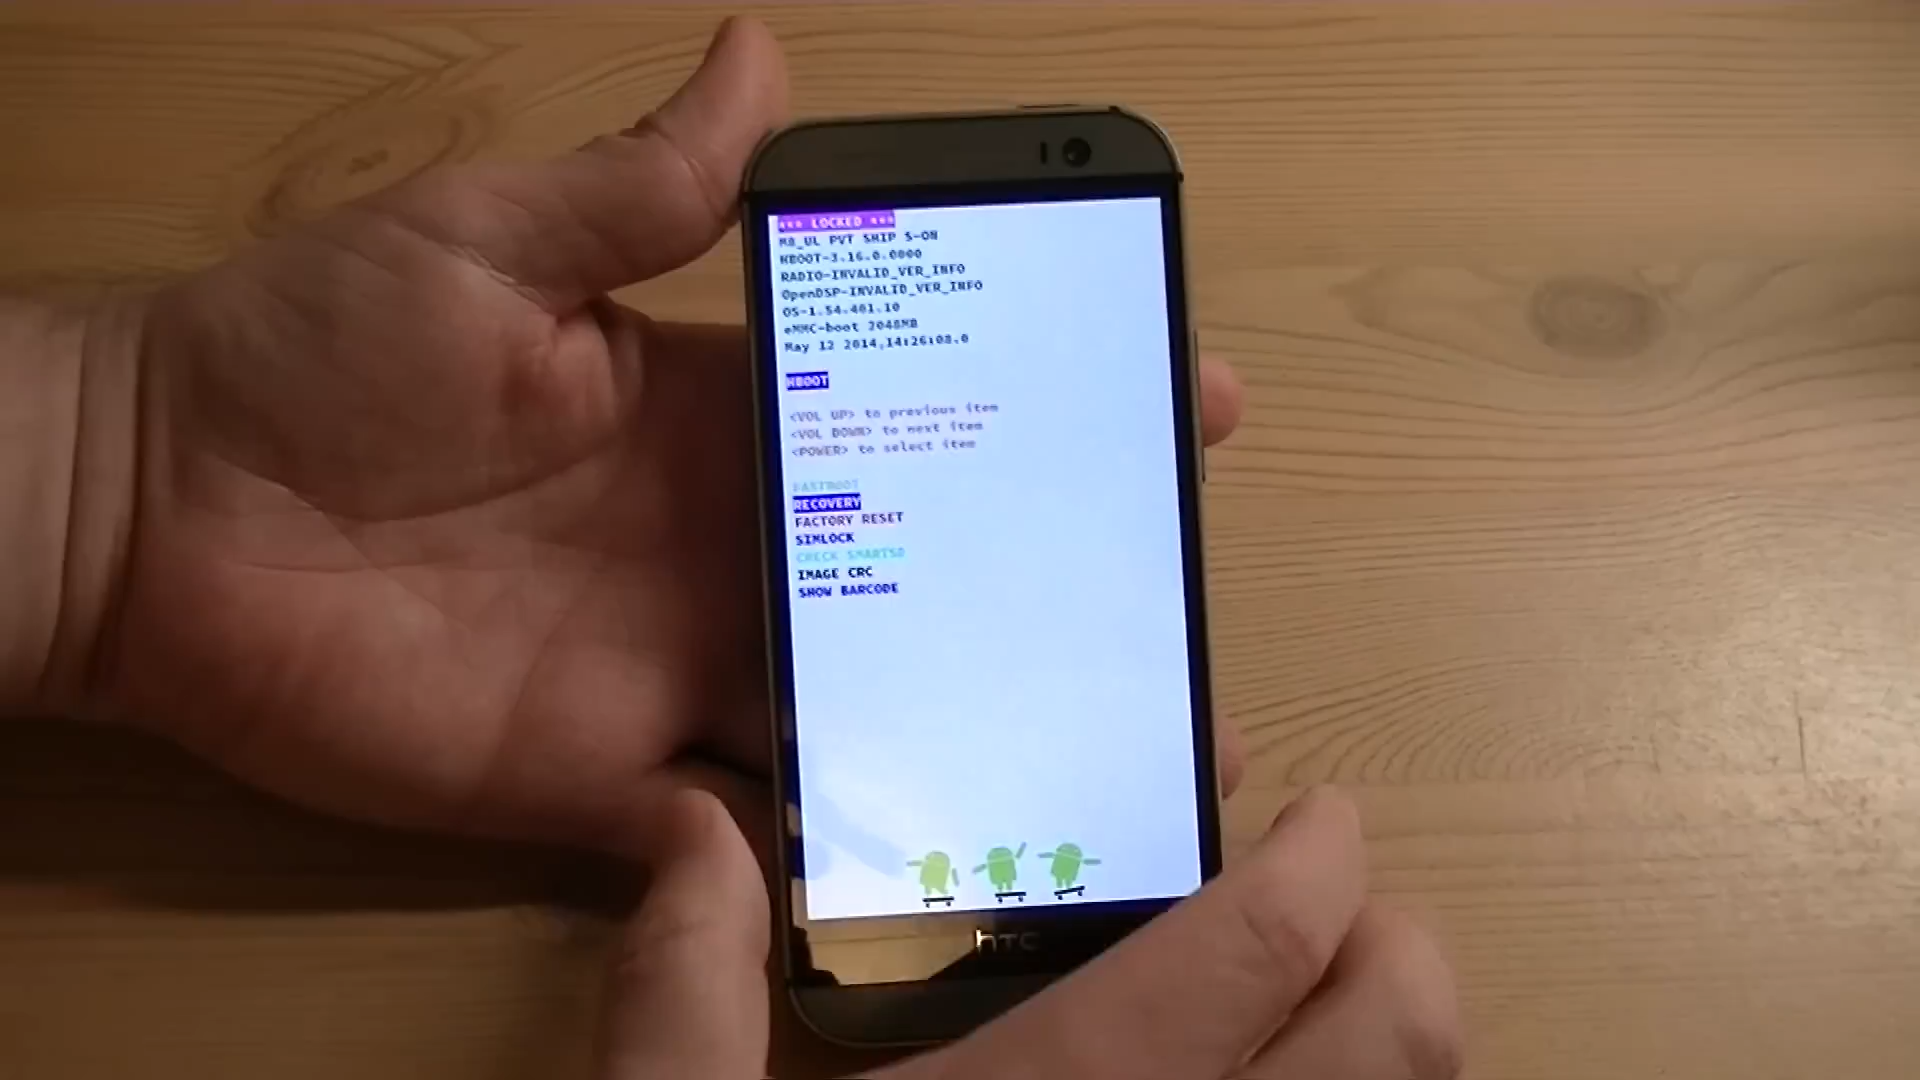 *** LOCKED ***
M8_UL PVT SHIP S-ON
HBOOT-3.16.0.0000
RADIO-INVALID_VER_INFO
OpenDSP-INVALID_VER_INFO
OS-1.54.401.10
eMMC-boot 2048MB
May 12 2014,14:26:08.0
HBOOT
<VOL UP> to previous item
<VOL DOWN> to next item
<POWER> to select item
FASTBOOT
RECOVERY
FACTORY RESET
SIMLOCK
CHECK SMARTSD
IMAGE CRC
SHOW BARCODE
hTC